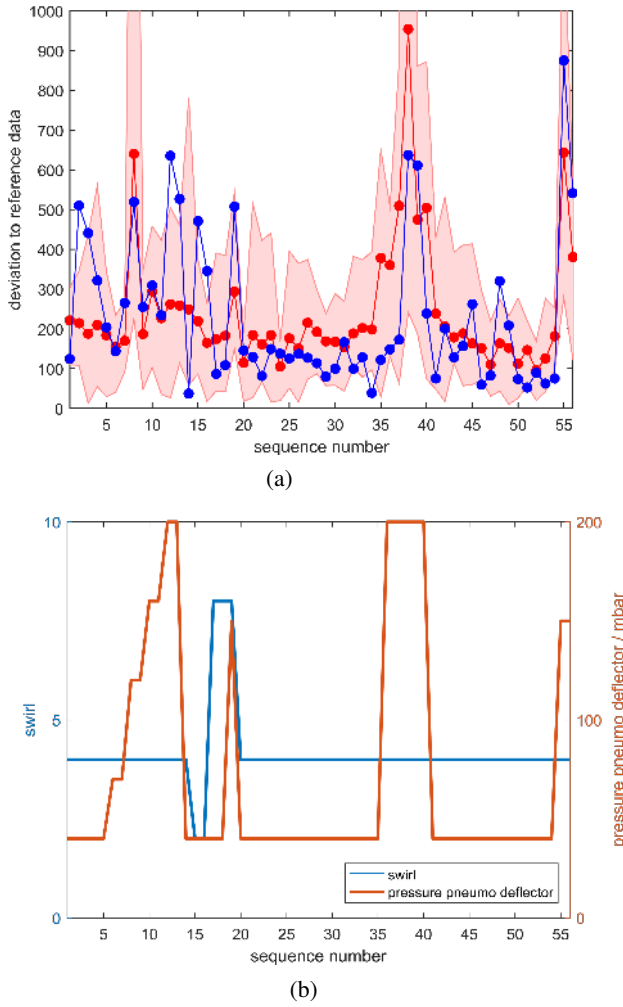 1000
900
800
700
600
500
400
300
200
100
0
deviation to reference data
5 10 15 20 25 30 35 40 45 50 55
sequence number
(a)
10
5
0
swirl
200
100
0
pressure pneumo deflector / mbar
swirl
pressure pneumo deflector
5 10 15 20 25 30 35 40 45 50 55
sequence number
(b)